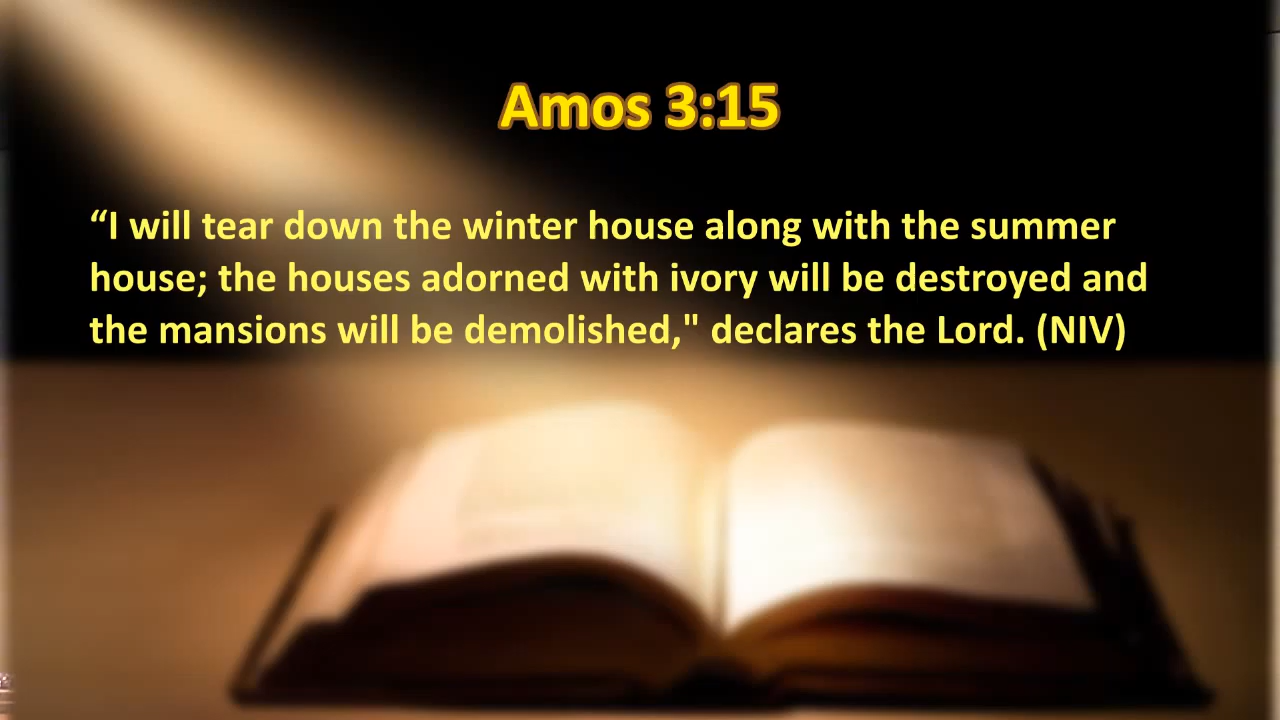 Amos 3:15
“I will tear down the winter house along with the summer
house; the houses adorned with ivory will be destroyed and
the mansions will be demolished," declares the Lord. (NIV)